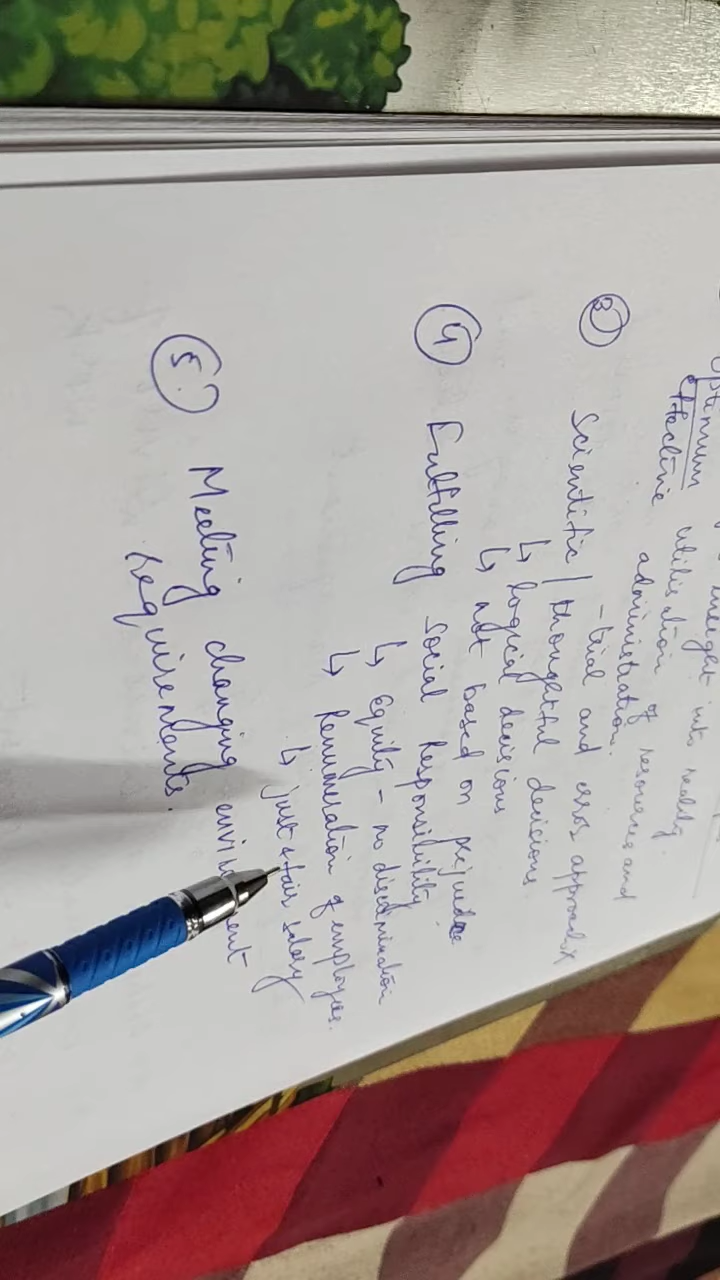 insight into reality.
Optimum utilisation of resources and
effective administration.
③ Scientific / thoughtful decisions.
- trial and error approach x
↳ logical decisions
↳ not based on prejudice
④ Fulfilling Social Responsibility
↳ Equity - no discrimination
↳ Renumeration of employees.
↳ just & fair salary
⑤ Meeting changing environment
requirements.